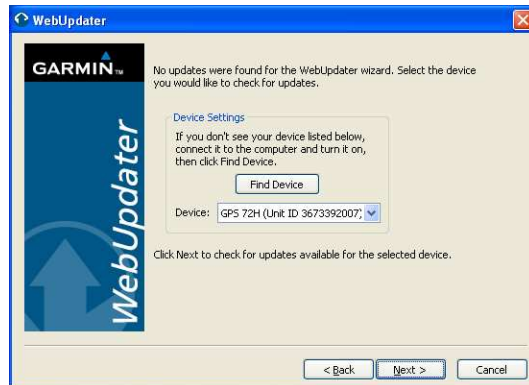 WebUpdater
GARMIN™
WebUpdater
No updates were found for the WebUpdater wizard. Select the device
you would like to check for updates.
Device Settings
If you don't see your device listed below,
connect it to the computer and turn it on,
then click Find Device.
Find Device
Device: GPS 72H (Unit ID 3673392007)
Click Next to check for updates available for the selected device.
< Back Next > Cancel